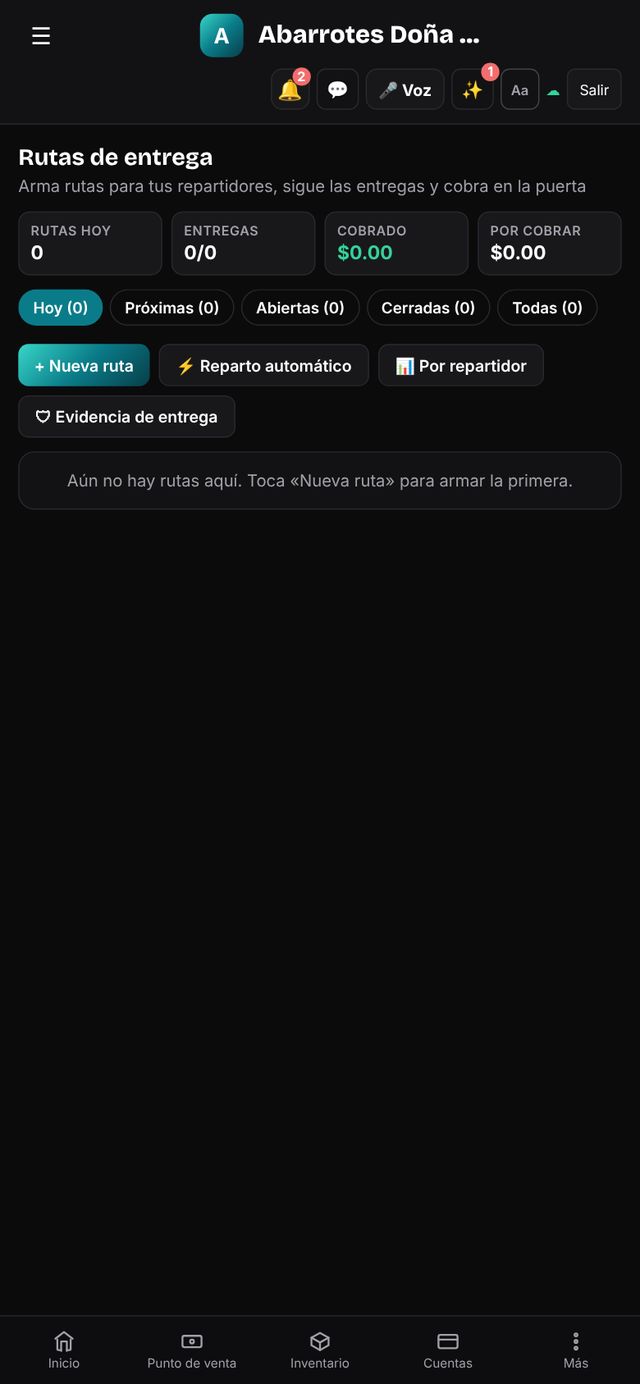 ☰ A Abarrotes Doña ...
🔔 2 💬 🎤 Voz ✨ 1 Aa ☁ Salir
Rutas de entrega
Arma rutas para tus repartidores, sigue las entregas y cobra en la puerta
RUTAS HOY ENTREGAS COBRADO POR COBRAR
0 0/0 $0.00 $0.00
Hoy (0) Próximas (0) Abiertas (0) Cerradas (0) Todas (0)
+ Nueva ruta ⚡ Reparto automático 📊 Por repartidor
🛡 Evidencia de entrega
Aún no hay rutas aquí. Toca «Nueva ruta» para armar la primera.
Inicio Punto de venta Inventario Cuentas Más